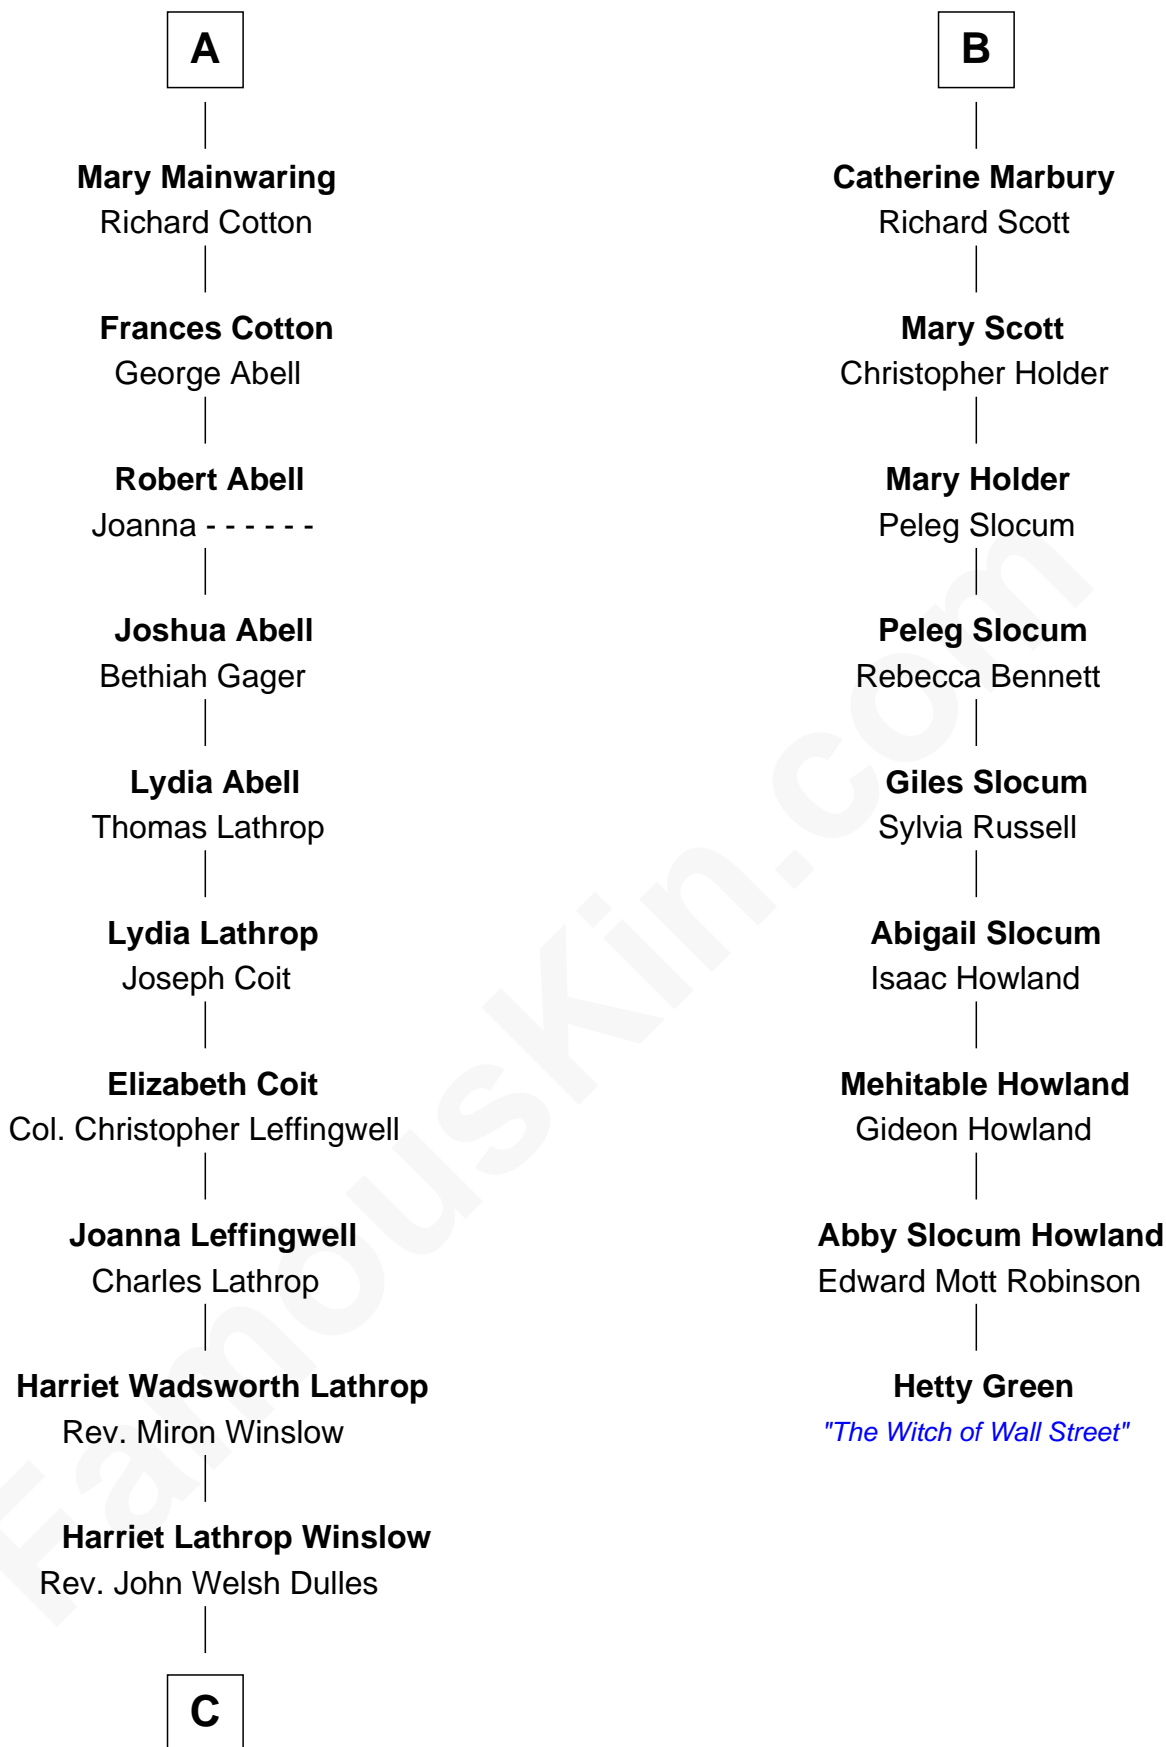 A
Mary Mainwaring
Richard Cotton
Frances Cotton
George Abell
Robert Abell
Joanna - - - - - -
Joshua Abell
Bethiah Gager
Lydia Abell
Thomas Lathrop
Lydia Lathrop
Joseph Coit
Elizabeth Coit
Col. Christopher Leffingwell
Joanna Leffingwell
Charles Lathrop
Harriet Wadsworth Lathrop
Rev. Miron Winslow
Harriet Lathrop Winslow
Rev. John Welsh Dulles
C
B
Catherine Marbury
Richard Scott
Mary Scott
Christopher Holder
Mary Holder
Peleg Slocum
Peleg Slocum
Rebecca Bennett
Giles Slocum
Sylvia Russell
Abigail Slocum
Isaac Howland
Mehitable Howland
Gideon Howland
Abby Slocum Howland
Edward Mott Robinson
Hetty Green
"The Witch of Wall Street"
FamousKin.com